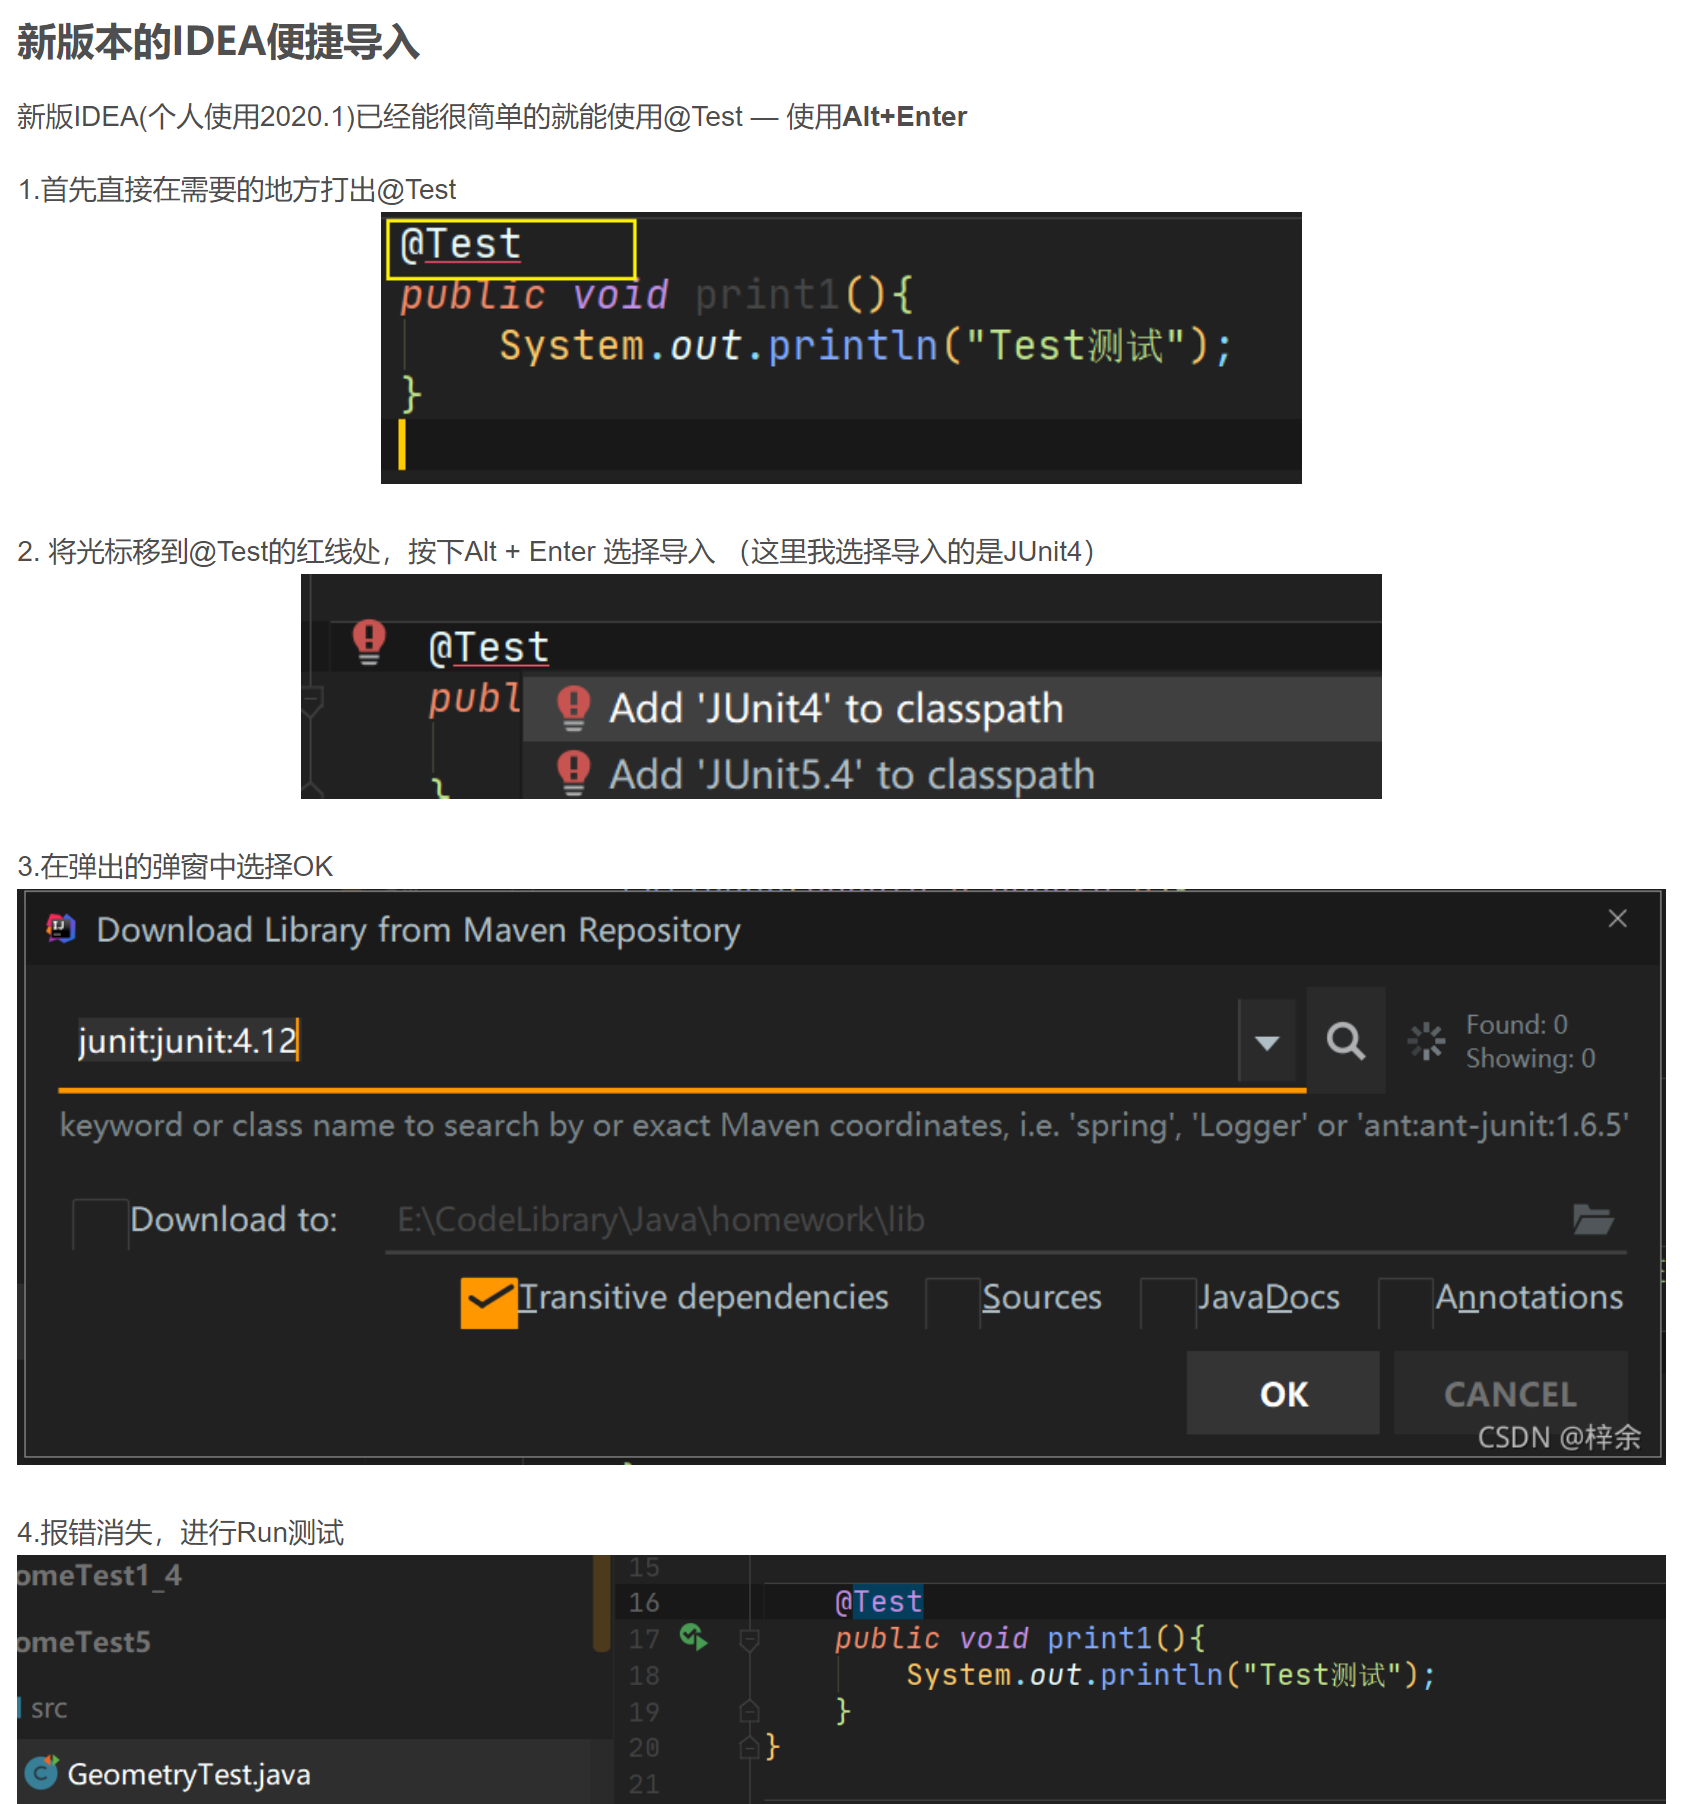 新版本的IDEA便捷导入
新版IDEA(个人使用2020.1)已经能很简单的就能使用@Test — 使用Alt+Enter
1.首先直接在需要的地方打出@Test
@Test
public void print1(){
System.out.println("Test测试");
}
2. 将光标移到@Test的红线处，按下Alt + Enter 选择导入 （这里我选择导入的是JUnit4）
@Test
publ
Add 'JUnit4' to classpath
Add 'JUnit5.4' to classpath
}
3.在弹出的弹窗中选择OK
Download Library from Maven Repository
junit:junit:4.12
Found: 0
Showing: 0
keyword or class name to search by or exact Maven coordinates, i.e. 'spring', 'Logger' or 'ant:ant-junit:1.6.5'
Download to: E:\CodeLibrary\Java\homework\lib
Transitive dependencies Sources JavaDocs Annotations
OK CANCEL
CSDN @梓余
4.报错消失，进行Run测试
omeTest1_4
omeTest5
src
GeometryTest.java
15
16 @Test
17 public void print1(){
18 System.out.println("Test测试");
19 }
20 }
21